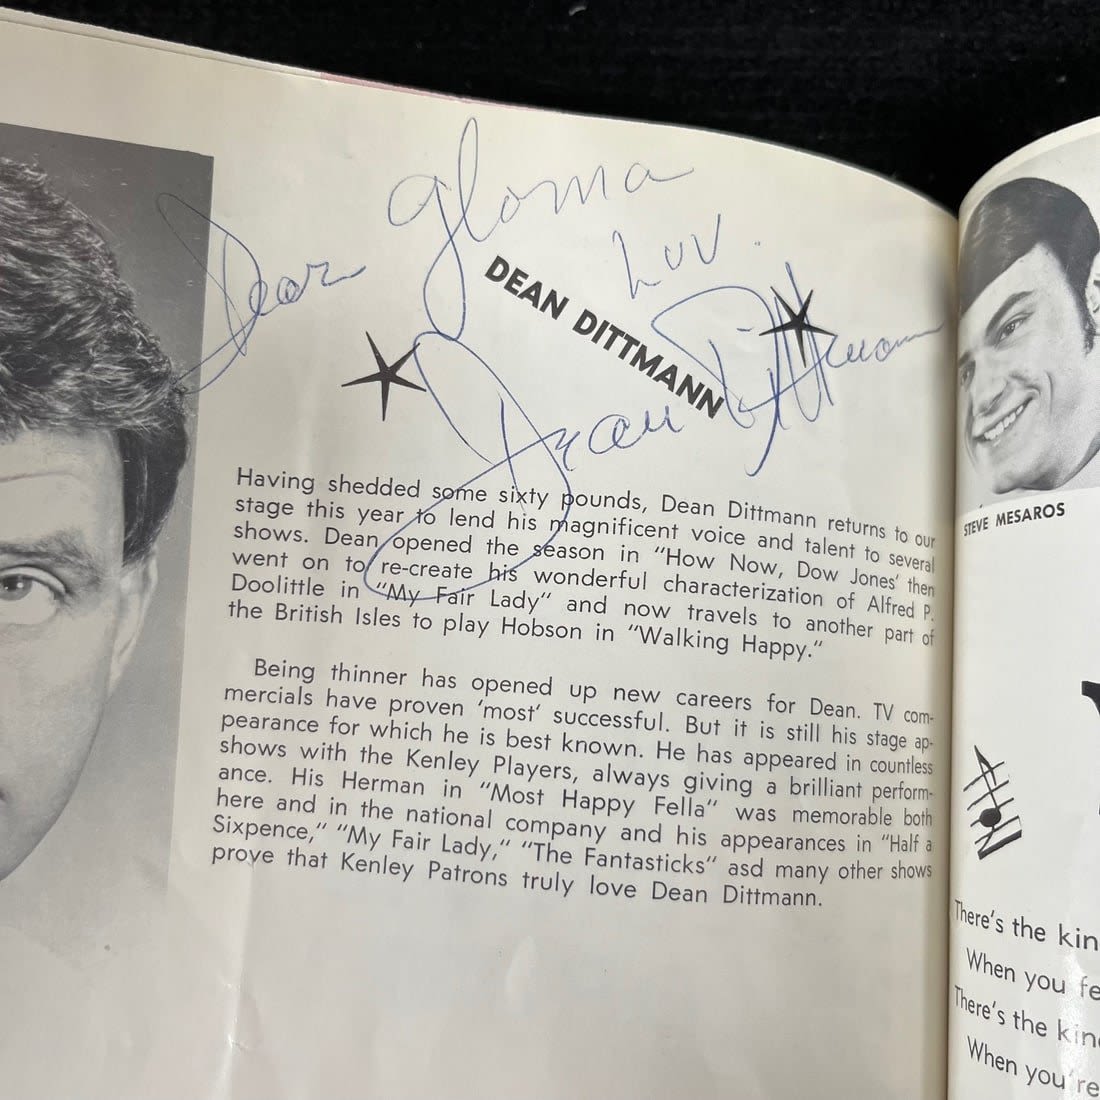 Dear Gloma
Luv.
Dean Dittmann
DEAN DITTMANN
Having shedded some sixty pounds, Dean Dittmann returns to our
stage this year to lend his magnificent voice and talent to several
shows. Dean opened the season in "How Now, Dow Jones' then
went on to re-create his wonderful characterization of Alfred P.
Doolittle in "My Fair Lady" and now travels to another part of
the British Isles to play Hobson in "Walking Happy."
Being thinner has opened up new careers for Dean. TV com-
mercials have proven 'most' successful. But it is still his stage ap-
pearance for which he is best known. He has appeared in countless
shows with the Kenley Players, always giving a brilliant perform-
ance. His Herman in "Most Happy Fella" was memorable both
here and in the national company and his appearances in "Half a
Sixpence," "My Fair Lady," "The Fantasticks" asd many other shows
prove that Kenley Patrons truly love Dean Dittmann.
STEVE MESAROS
There's the kin
When you fe
There's the kin
When you're